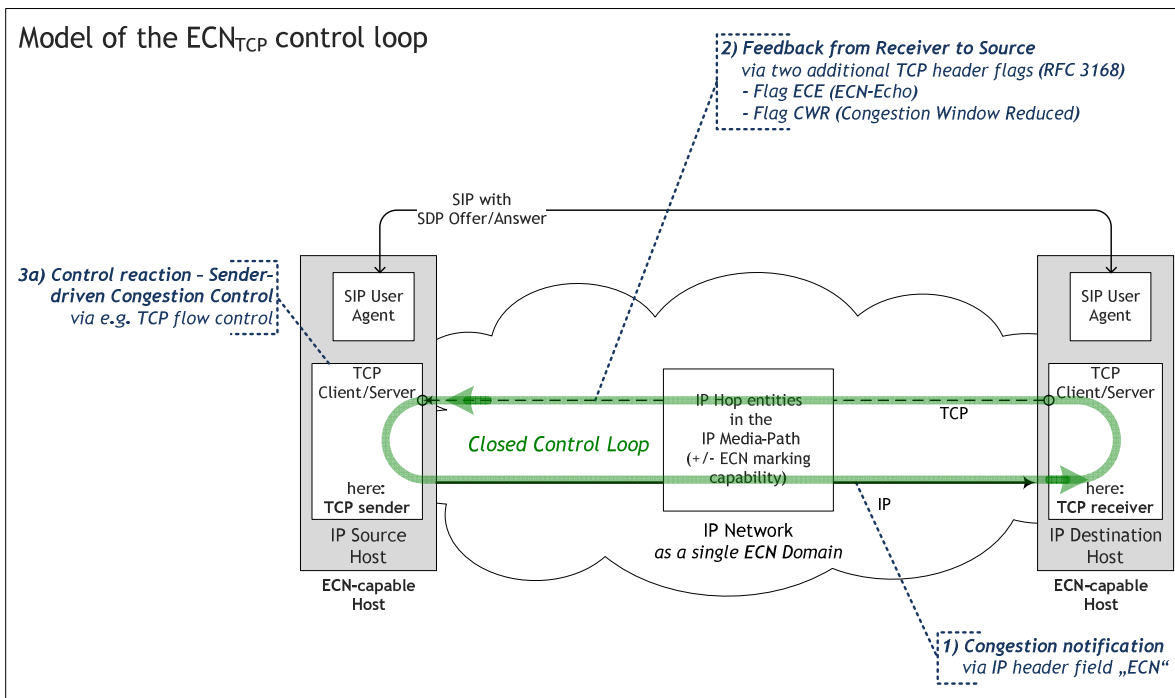 Model of the ECNTCP control loop
2) Feedback from Receiver to Source
via two additional TCP header flags (RFC 3168)
- Flag ECE (ECN-Echo)
- Flag CWR (Congestion Window Reduced)
SIP with
SDP Offer/Answer
3a) Control reaction – Sender-
driven Congestion Control
via e.g. TCP flow control
SIP User
Agent
SIP User
Agent
TCP
Client/Server
TCP
Client/Server
IP Hop entities
in the
IP Media-Path
(+/- ECN marking
capability)
TCP
Closed Control Loop
here:
TCP sender
IP
here:
TCP receiver
IP Source
Host
IP Network
as a single ECN Domain
IP Destination
Host
ECN-capable
Host
ECN-capable
Host
1) Congestion notification
via IP header field „ECN“